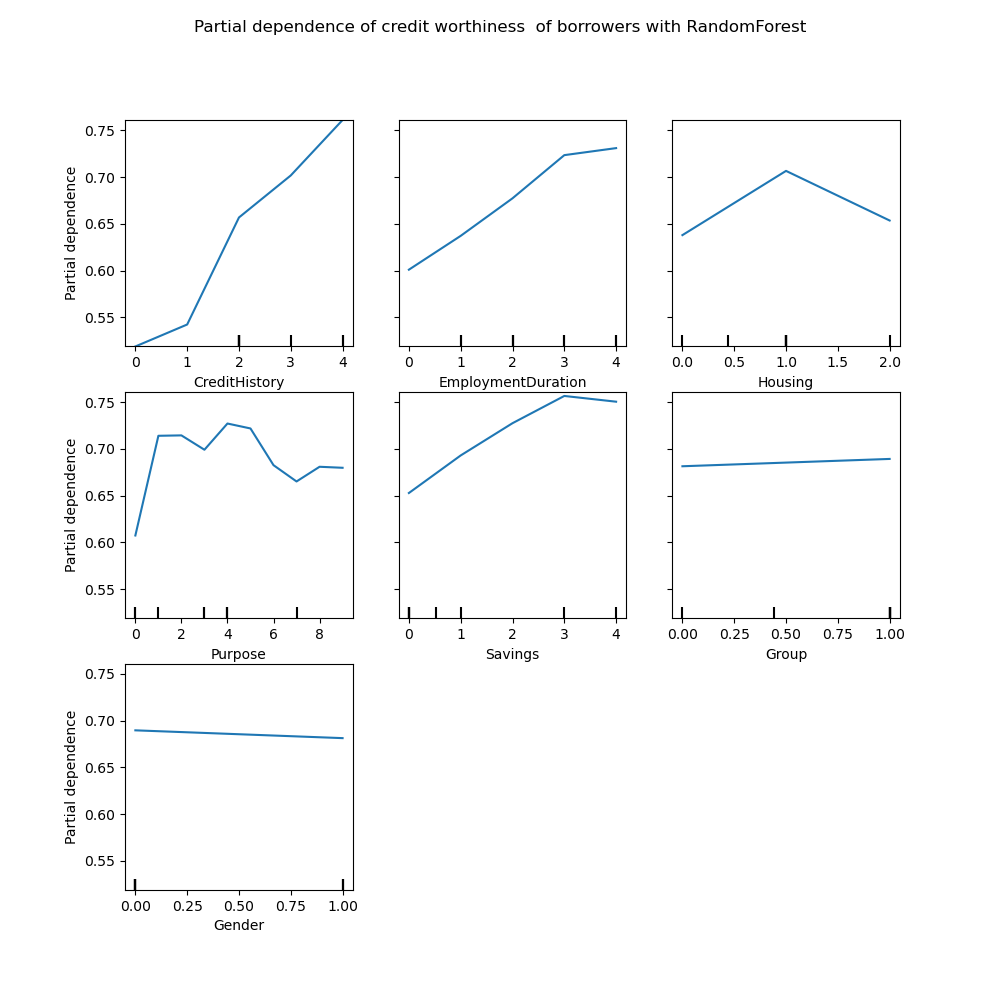 Partial dependence of credit worthiness  of borrowers with RandomForest
Partial dependence
0.75
0.70
0.65
0.60
0.55
0 1 2 3 4
CreditHistory
0 1 2 3 4
EmploymentDuration
0.0 0.5 1.0 1.5 2.0
Housing
Partial dependence
0.75
0.70
0.65
0.60
0.55
0 2 4 6 8
Purpose
0 1 2 3 4
Savings
0.00 0.25 0.50 0.75 1.00
Group
Partial dependence
0.75
0.70
0.65
0.60
0.55
0.00 0.25 0.50 0.75 1.00
Gender